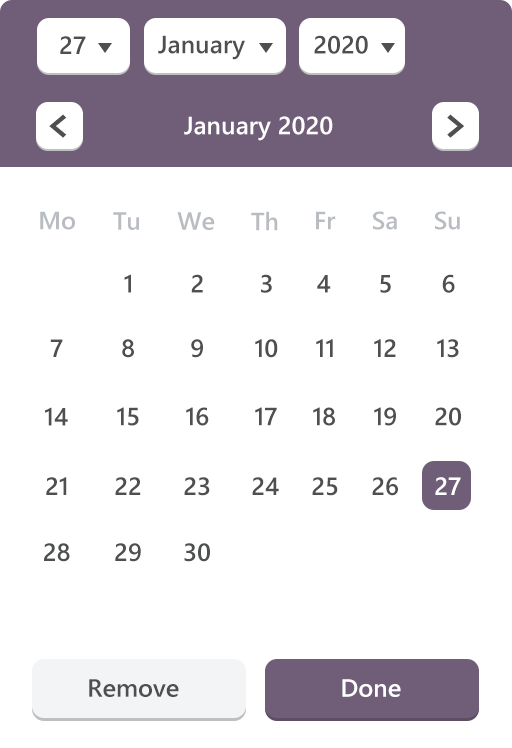 27 January 2020
January 2020
Mo Tu We Th Fr Sa Su
1 2 3 4 5 6
7 8 9 10 11 12 13
14 15 16 17 18 19 20
21 22 23 24 25 26 27
28 29 30
Remove Done